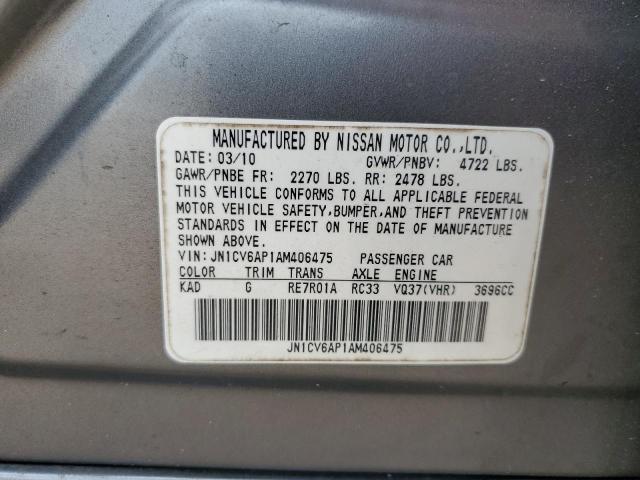 MANUFACTURED BY NISSAN MOTOR CO.,LTD.
DATE: 03/10 GVWR/PNBV: 4722 LBS.
GAWR/PNBE FR: 2270 LBS. RR: 2478 LBS.
THIS VEHICLE CONFORMS TO ALL APPLICABLE FEDERAL
MOTOR VEHICLE SAFETY,BUMPER,AND THEFT PREVENTION
STANDARDS IN EFFECT ON THE DATE OF MANUFACTURE
SHOWN ABOVE.
VIN: JN1CV6AP1AM406475 PASSENGER CAR
COLOR TRIM TRANS AXLE ENGINE
KAD G RE7R01A RC33 VQ37(VHR) 3696CC
JN1CV6AP1AM406475